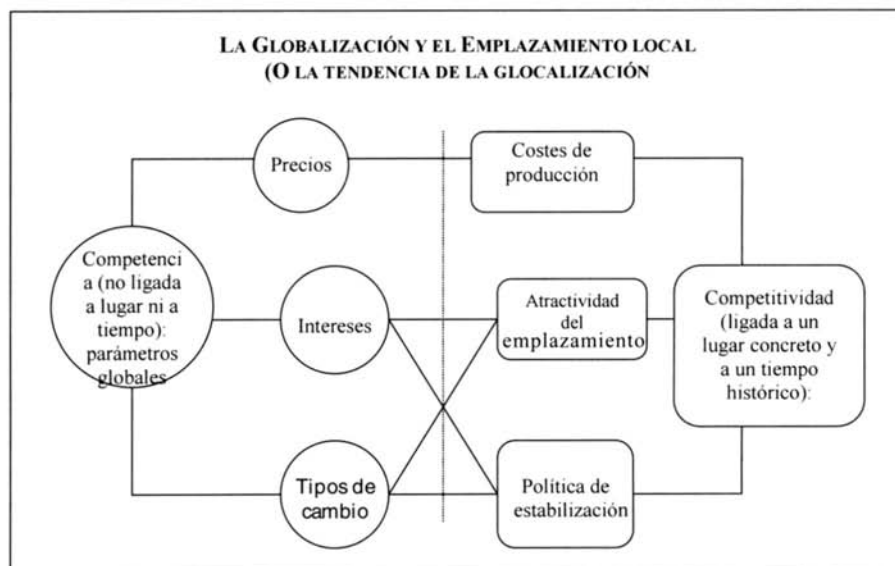 LA GLOBALIZACIÓN Y EL EMPLAZAMIENTO LOCAL
(O LA TENDENCIA DE LA GLOCALIZACIÓN
Precios
Costes de
producción
Competenci
a (no ligada
a lugar ni a
tiempo):
parámetros
globales
Intereses
Atractividad
del
emplazamiento
Competitividad
(ligada a un
lugar concreto y
a un tiempo
histórico):
Tipos de
cambio
Política de
estabilización